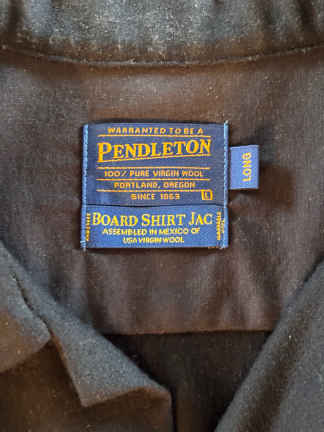 WARRANTED TO BE A
PENDLETON
100% PURE VIRGIN WOOL
PORTLAND, OREGON
SINCE 1863 L
BOARD SHIRT JAC
ASSEMBLED IN MEXICO OF
USA VIRGIN WOOL
LONG